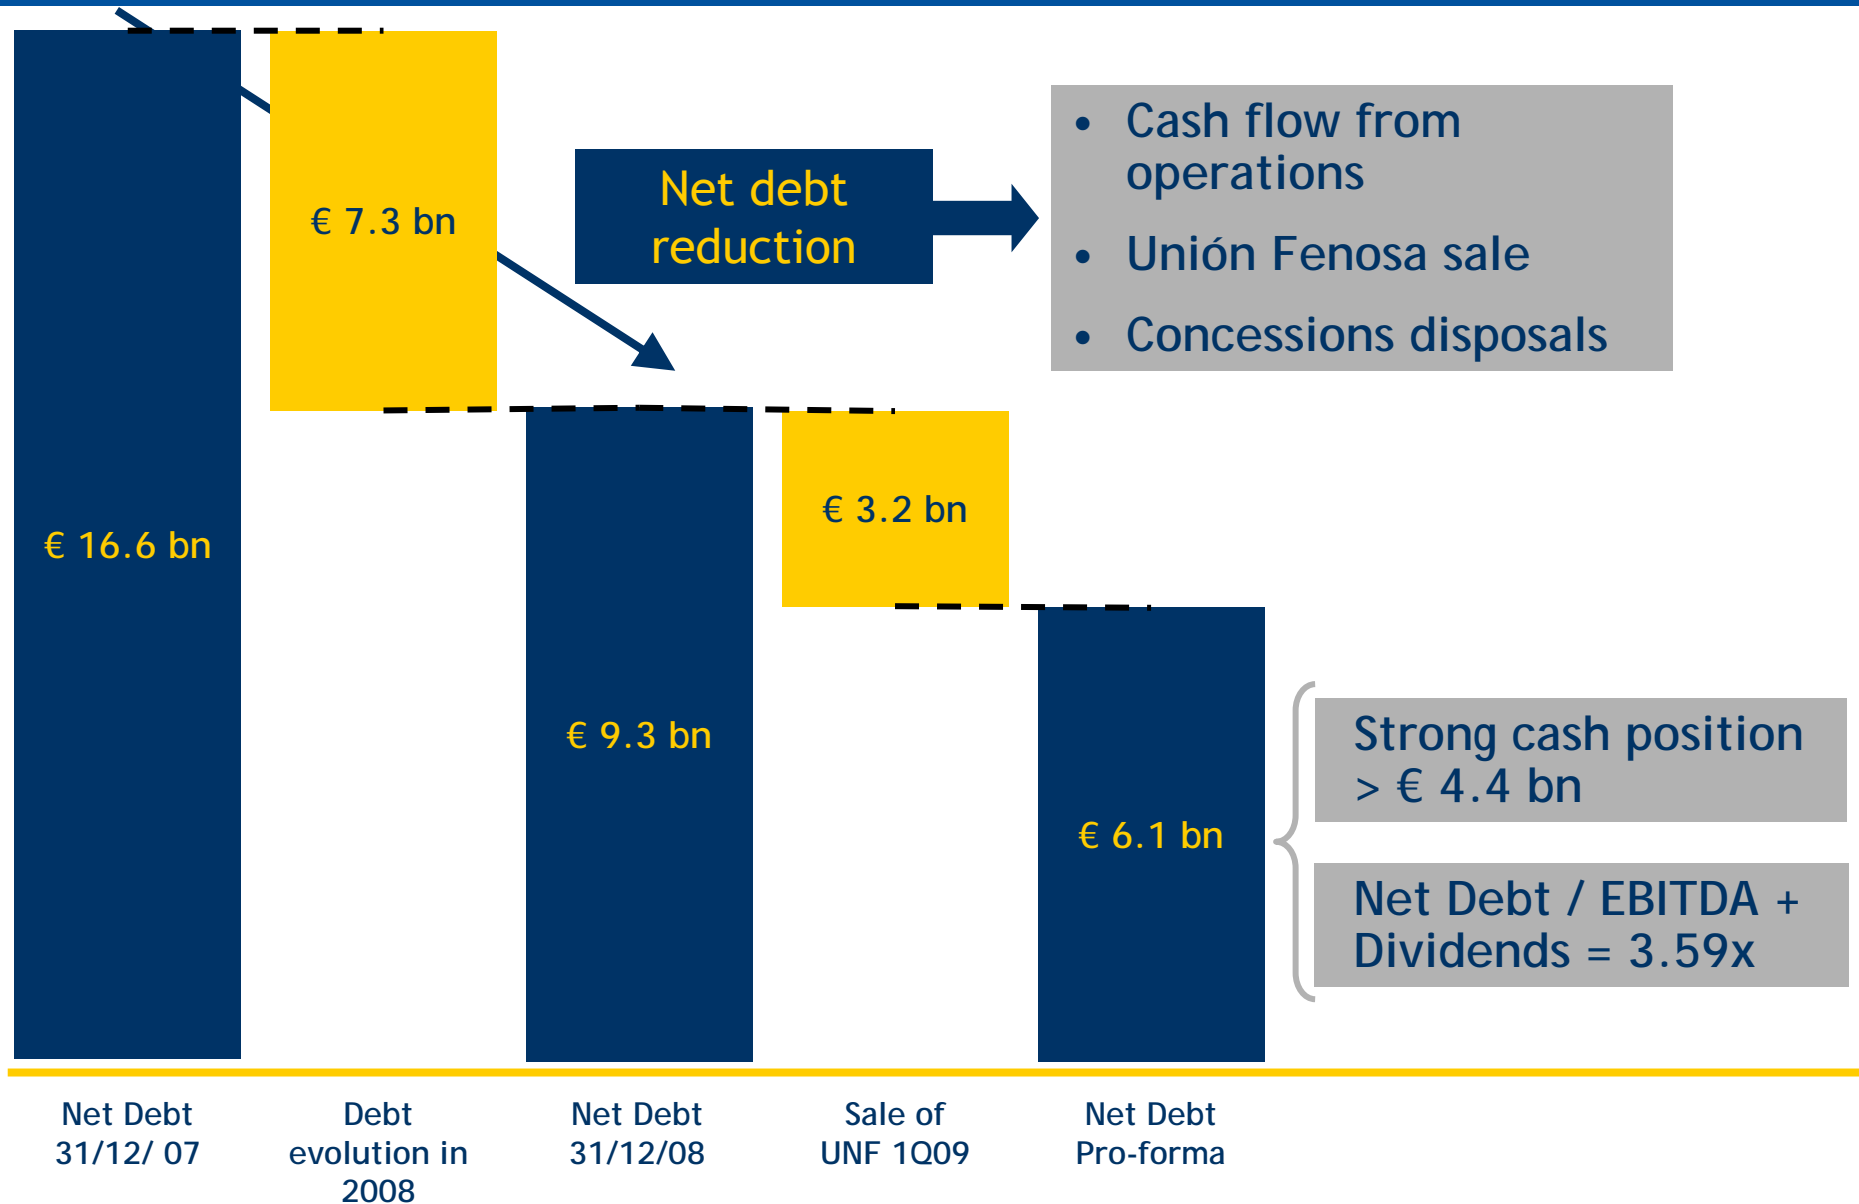 € 16.6 bn
€ 7.3 bn
€ 9.3 bn
€ 3.2 bn
€ 6.1 bn
Net debt
reduction
• Cash flow from
operations
• Unión Fenosa sale
• Concessions disposals
Strong cash position
> € 4.4 bn
Net Debt / EBITDA +
Dividends = 3.59x
Net Debt
31/12/ 07
Debt
evolution in
2008
Net Debt
31/12/08
Sale of
UNF 1Q09
Net Debt
Pro-forma